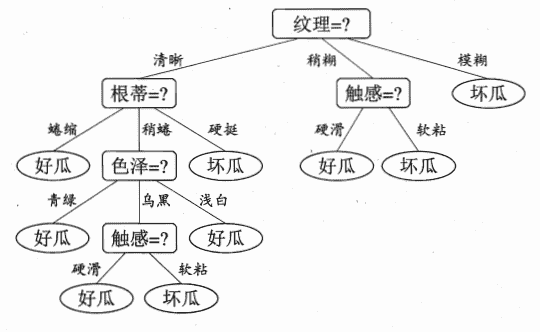 纹理=?
清晰 稍糊 模糊
根蒂=? 触感=? 坏瓜
蜷缩 稍蜷 硬挺 硬滑 软粘
好瓜 色泽=? 坏瓜 好瓜 坏瓜
青绿 乌黑 浅白
好瓜 触感=? 好瓜
硬滑 软粘
好瓜 坏瓜